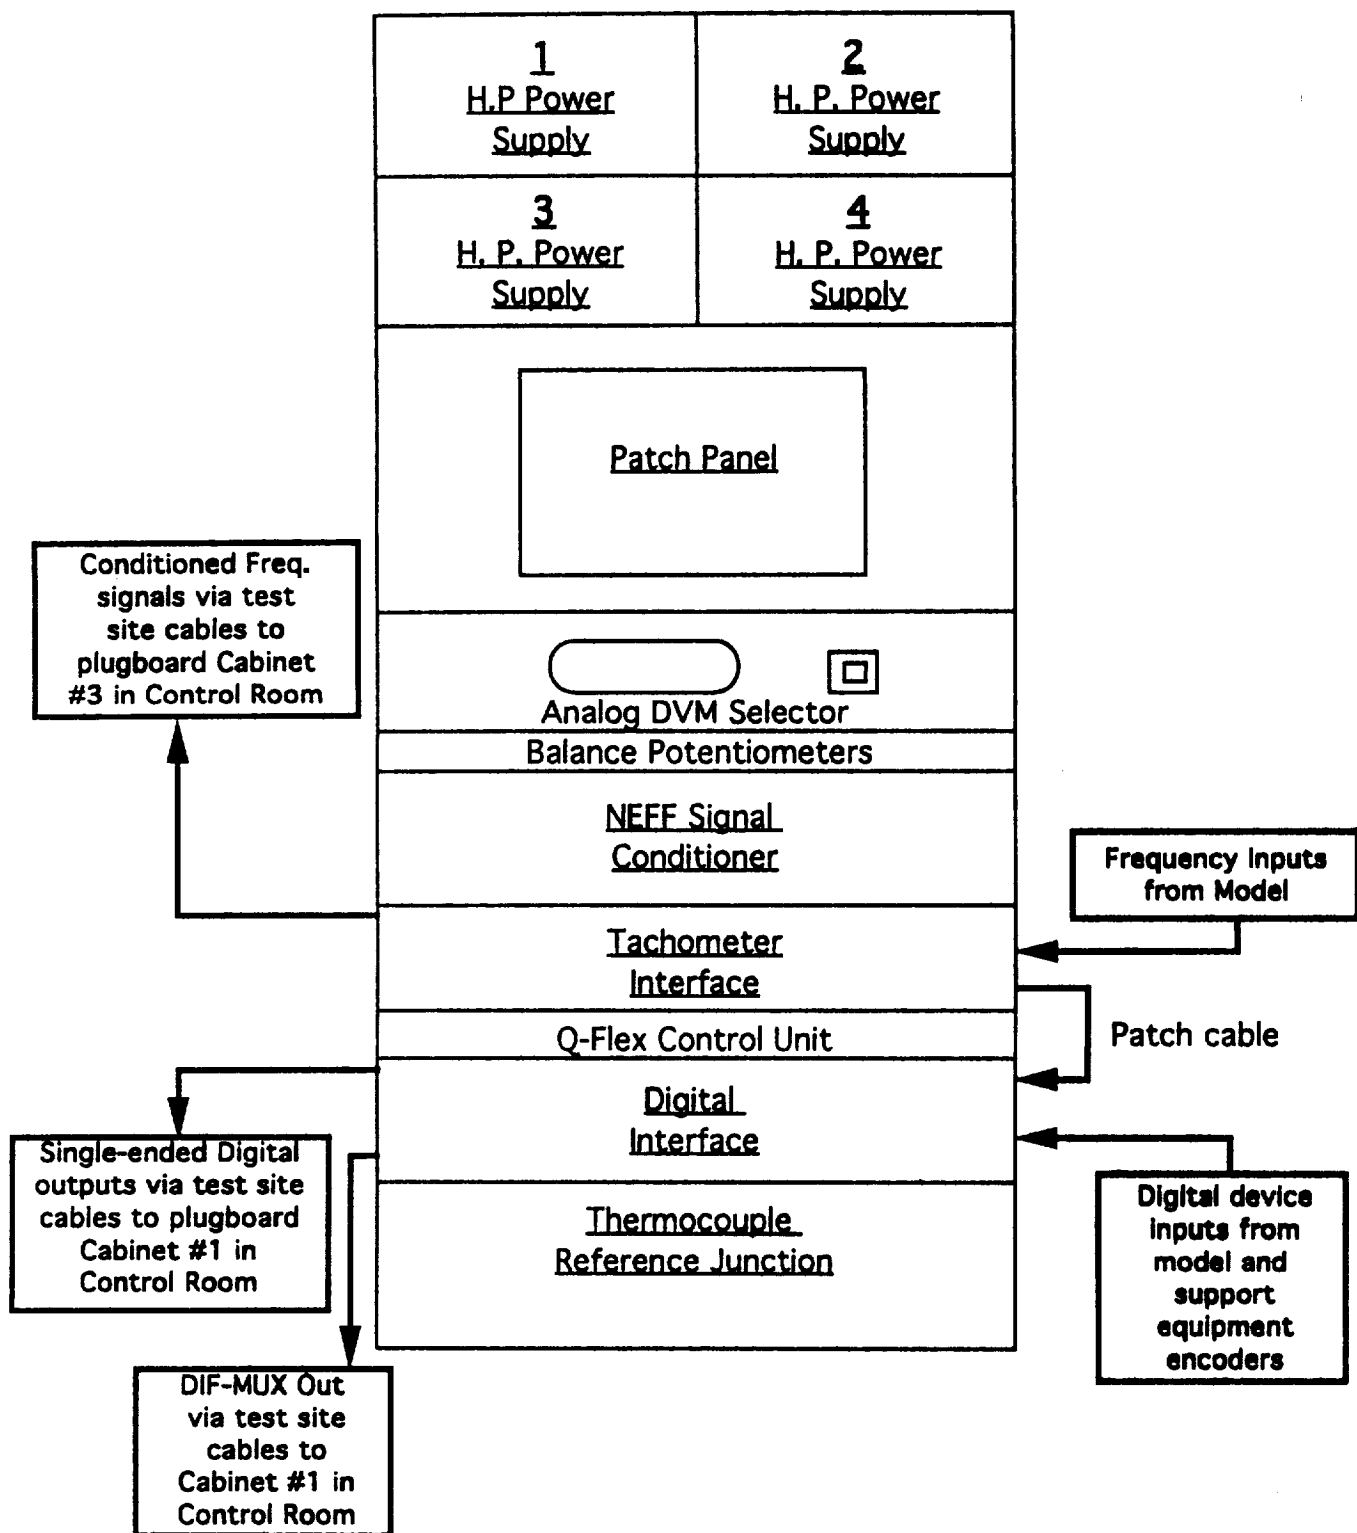 1
H.P Power
Supply
2
H. P. Power
Supply
3
H. P. Power
Supply
4
H. P. Power
Supply
Patch Panel
Conditioned Freq.
signals via test
site cables to
plugboard Cabinet
#3 in Control Room
Analog DVM Selector
Balance Potentiometers
NEFF Signal
Conditioner
Frequency Inputs
from Model
Tachometer
Interface
Q-Flex Control Unit
Patch cable
Digital
Interface
Single-ended Digital
outputs via test site
cables to plugboard
Cabinet #1 in
Control Room
Digital device
inputs from
model and
support
equipment
encoders
Thermocouple
Reference Junction
DIF-MUX Out
via test site
cables to
Cabinet #1 in
Control Room